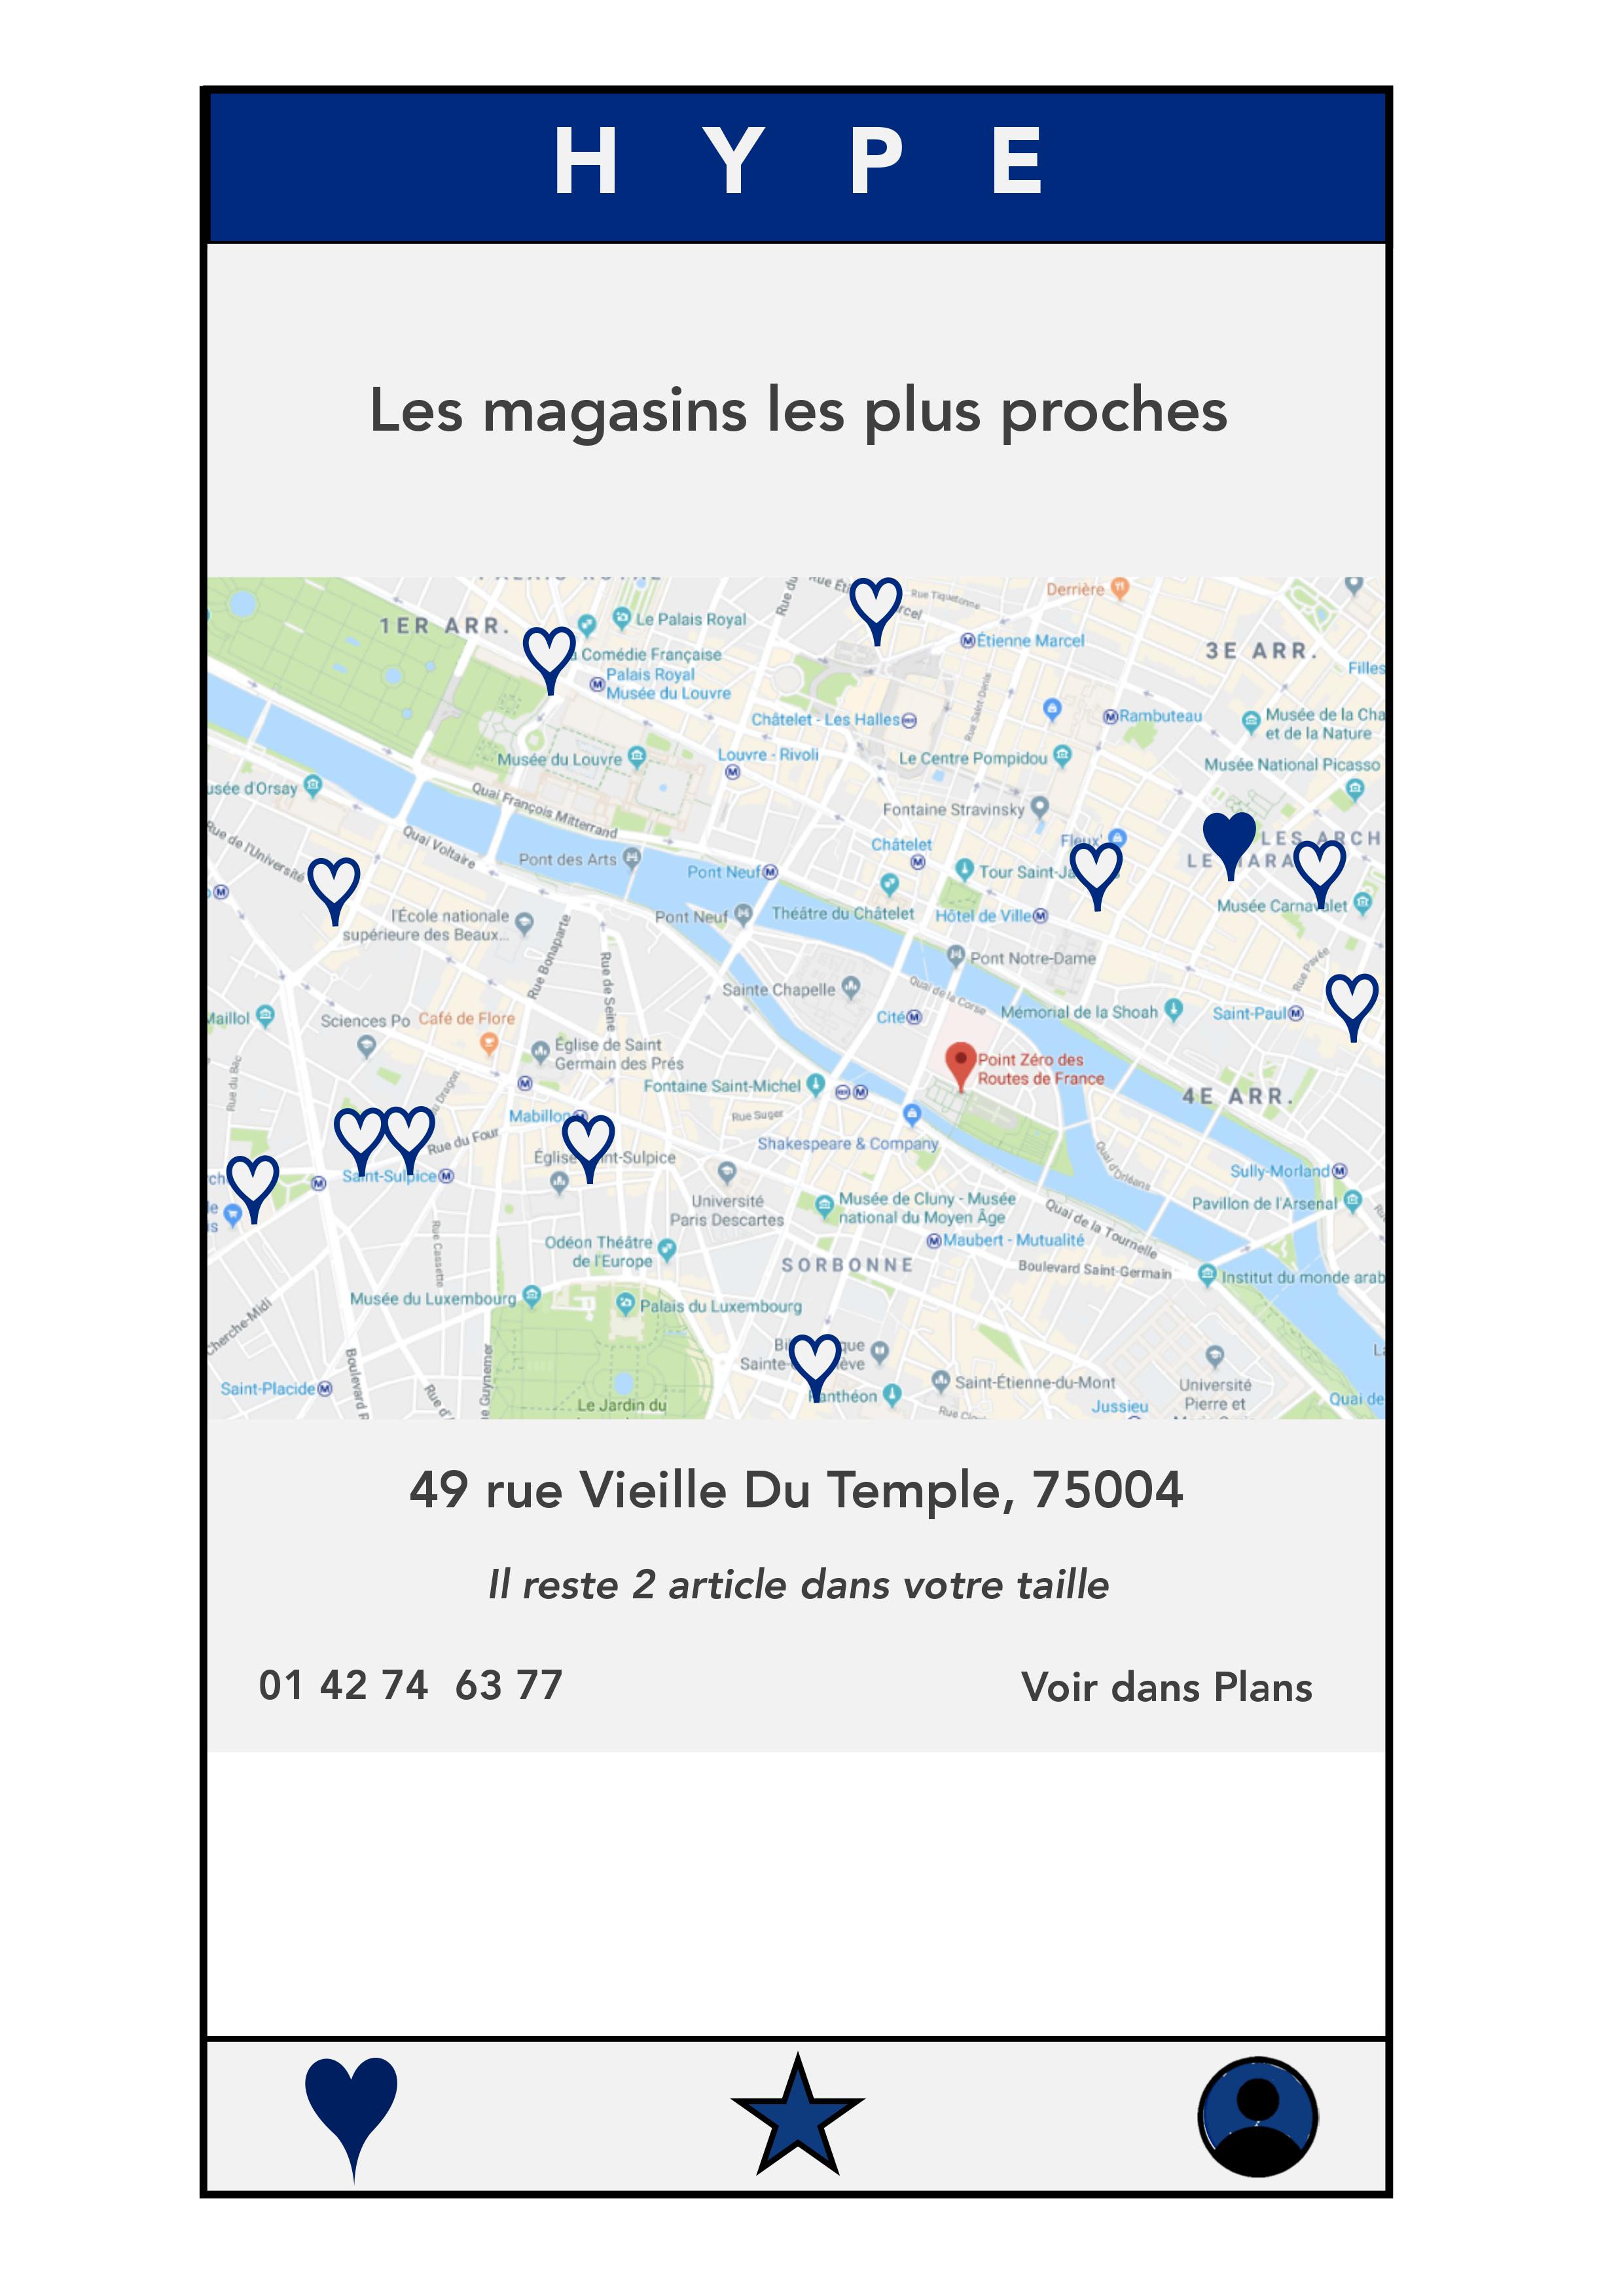 H Y P E
Les magasins les plus proches
1ER ARR.
Le Palais Royal
Rue du
Rue Tiquetonne
Derrière
Étienne Marcel
3E ARR.
Filles
Comédie Française
Palais Royal
Musée du Louvre
Châtelet - Les Halles
Rue Saint-Denis
Rambuteau
Musée de la Cha
et de la Nature
Musée du Louvre
Louvre - Rivoli
Le Centre Pompidou
Musée National Picasso
usée d'Orsay
Quai François Mitterrand
Fontaine Stravinsky
Rue de l'Université
Quai Voltaire
Pont des Arts
Pont Neuf
Châtelet
Fleux'
LES ARCH
LE MARA
Tour Saint-Ja
l'École nationale
supérieure des Beaux...
Pont Neuf
Théâtre du Châtelet
Hôtel de Ville
Musée Carnavalet
Rue Bonaparte
Rue de Seine
Pont Notre-Dame
Rue Pavée
Sainte Chapelle
Quai de la Corse
Maillol
Sciences Po
Café de Flore
Cité
Mémorial de la Shoah
Saint-Paul
Église de Saint
Germain des Prés
Point Zéro des
Routes de France
Rue du Bac
u Dragon
Fontaine Saint-Michel
4E ARR.
Mabillon
Rue Suger
Rue du Four
Shakespeare & Company
Quai d'Orléans
Saint-Sulpice
Université
Paris Descartes
Sully-Morland
Musée de Cluny - Musée
national du Moyen Âge
Pavillon de l'Arsenal
Quai de la Tournelle
Rue Cassette
Odéon Théâtre
de l'Europe
Maubert - Mutualité
SORBONNE
Boulevard Saint-Germain
Institut du monde arab
Musée du Luxembourg
Palais du Luxembourg
Cherche-Midi
Boulevard R
e Guynemer
Saint-Placide
Panthéon
Saint-Étienne-du-Mont
Université
Pierre et
Jussieu
Quai de
Le Jardin du
49 rue Vieille Du Temple, 75004
Il reste 2 article dans votre taille
01 42 74  63 77
Voir dans Plans